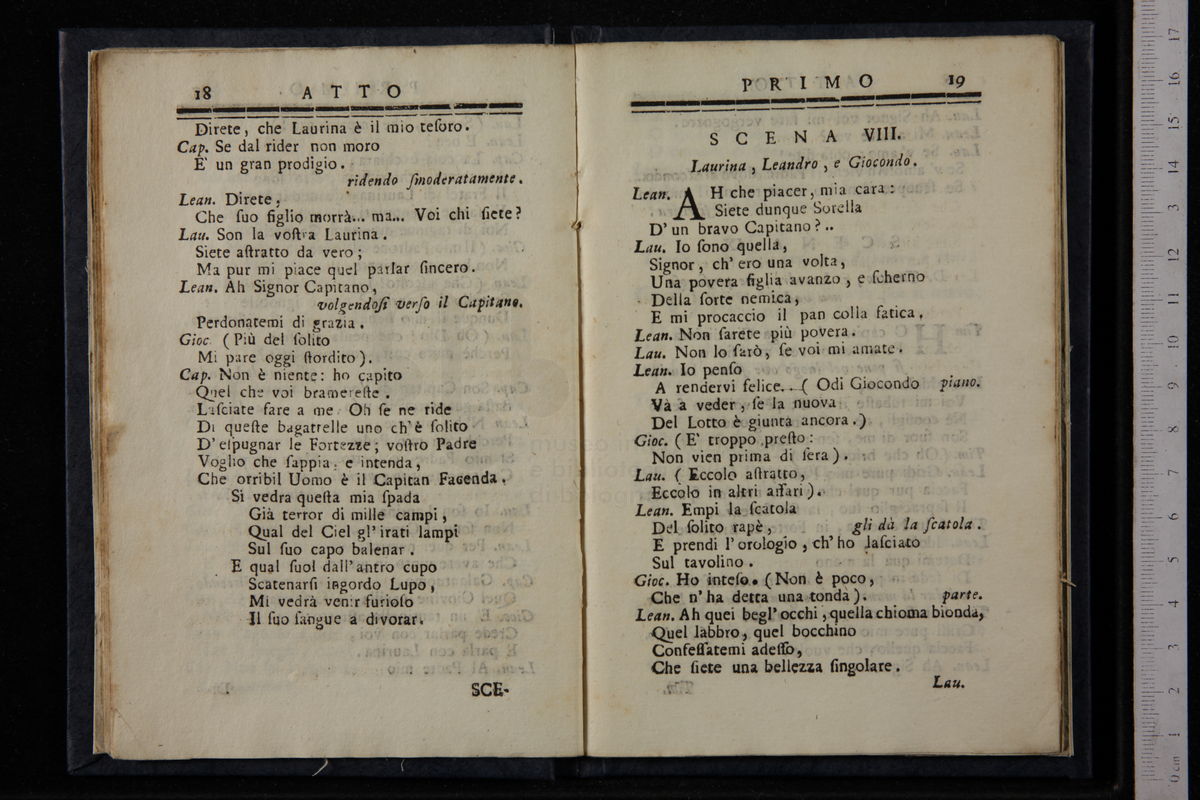 18 ATTO
Direte, che Laurina è il mio teſoro.
Cap. Se dal rider non moro
È un gran prodigio.
ridendo ſmoderatamente.
Lean. Direte,
Che ſuo figlio morrà... ma... Voi chi ſiete?
Lau. Son la voſtra Laurina.
Siete aſtratto da vero;
Ma pur mi piace quel parlar ſincero.
Lean. Ah Signor Capitano,
volgendoſi verſo il Capitano.
Perdonatemi di grazia.
Gioc. (Più del ſolito
Mi pare oggi ſtordito).
Cap. Non è niente: ho capito
Quel che voi bramereſte.
Laſciate fare a me. Oh ſe ne ride
Di queſte bagattelle uno ch'è ſolito
D'eſpugnar le Fortezze; voſtro Padre
Voglio che ſappia, e intenda,
Che orribil Uomo è il Capitan Facenda.
Si vedra queſta mia ſpada
Già terror di mille campi,
Qual del Ciel gl'irati lampi
Sul ſuo capo balenar.
E qual ſuol dall'antro cupo
Scatenarſi ingordo Lupo,
Mi vedrà venir furioſo
Il ſuo ſangue a divorar.
SCE-
PRIMO 19
SCENA VIII.
Laurina, Leandro, e Giocondo.
Lean. AH che piacer, mia cara:
Siete dunque Sorella
D'un bravo Capitano?..
Lau. Io ſono quella,
Signor, ch'ero una volta,
Una povera figlia avanzo, e ſcherno
Della ſorte nemica,
E mi procaccio il pan colla fatica.
Lean. Non ſarete più povera.
Lau. Non lo ſarò, ſe voi mi amate.
Lean. Io penſo
A rendervi felice... ( Odi Giocondo piano.
Và a veder, ſe la nuova
Del Lotto è giunta ancora.)
Gioc. (E' troppo preſto:
Non vien prima di ſera).
Lau. ( Eccolo aſtratto,
Eccolo in altri affari).
Lean. Empi la ſcatola
Del ſolito rapè, gli dà la ſcatola.
E prendi l'orologio, ch'ho laſciato
Sul tavolino.
Gioc. Ho inteſo. (Non è poco,
Che n'ha detta una tonda). parte.
Lean. Ah quei begl'occhi, quella chioma bionda,
Quel labbro, quel bocchino
Confeſſatemi adeſſo,
Che ſiete una bellezza ſingolare.
Lau.